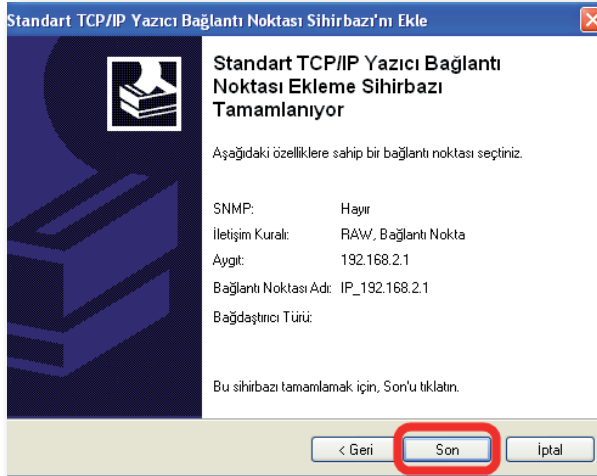 Standart TCP/IP Yazıcı Bağlantı Noktası Sihirbazı'nı Ekle
Standart TCP/IP Yazıcı Bağlantı
Noktası Ekleme Sihirbazı
Tamamlanıyor
Aşağıdaki özelliklere sahip bir bağlantı noktası seçtiniz.
SNMP: Hayır
İletişim Kuralı: RAW, Bağlantı Nokta
Aygıt: 192.168.2.1
Bağlantı Noktası Adı: IP_192.168.2.1
Bağdaştırıcı Türü:
Bu sihirbazı tamamlamak için, Son'u tıklatın.
< Geri Son İptal